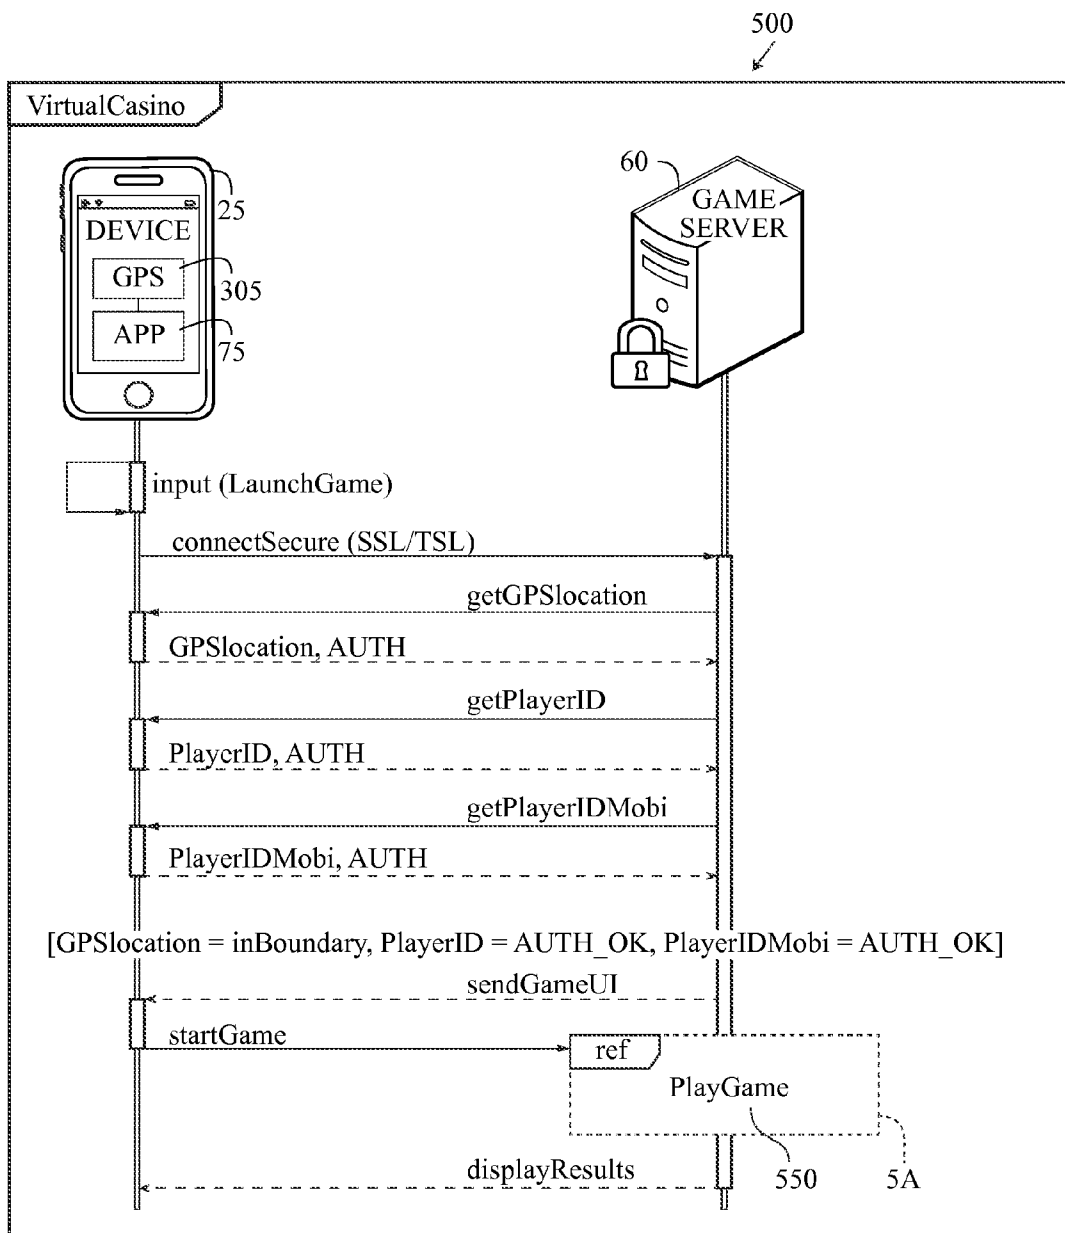 500
VirtualCasino
60
GAME
SERVER
25
DEVICE
GPS
305
APP
75
input (LaunchGame)
connectSecure (SSL/TSL)
getGPSlocation
GPSlocation, AUTH
getPlayerID
PlayerID, AUTH
getPlayerIDMobi
PlayerIDMobi, AUTH
[GPSlocation = inBoundary, PlayerID = AUTH_OK, PlayerIDMobi = AUTH_OK]
sendGameUI
startGame
ref
PlayGame
550
5A
displayResults